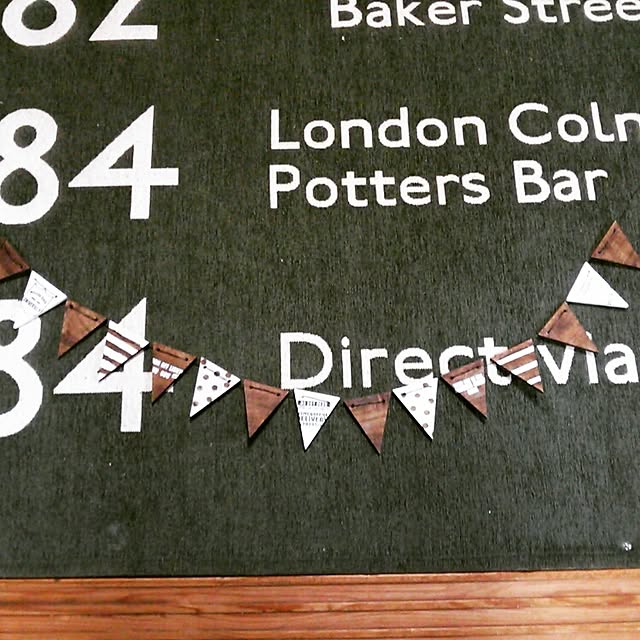 82 Baker Stree
84 London Coln
Potters Bar
84 Direct via